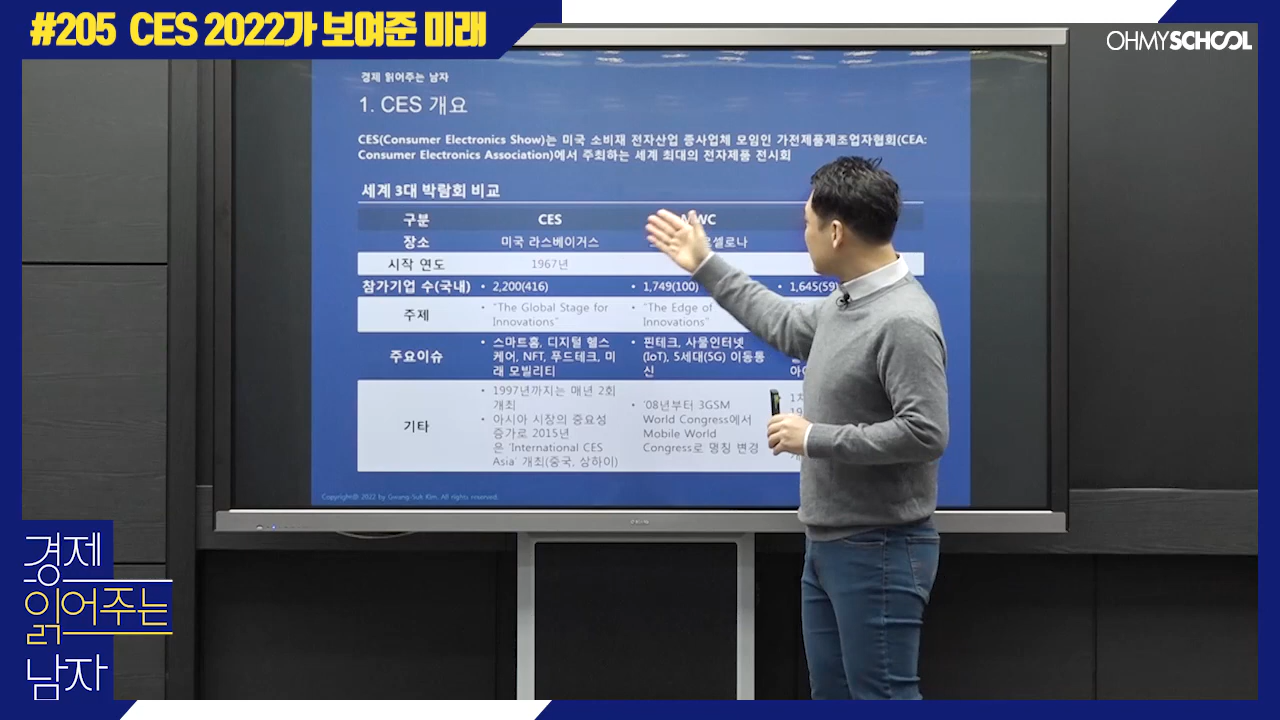 #205 CES 2022가 보여준 미래
OHMYSCHOOL
경제 읽어주는 남자
1. CES 개요
CES(Consumer Electronics Show)는 미국 소비재 전자산업 종사업체 모임인 가전제품제조업자협회(CEA:
Consumer Electronics Association)에서 주최하는 세계 최대의 전자제품 전시회
세계 3대 박람회 비교
구분 CES MWC
장소 미국 라스베이거스 르셀로나
시작 연도 1967년
참가기업 수(국내) • 2,200(416) • 1,749(100) • 1,645(59)
주제 • "The Global Stage for
Innovations" • "The Edge of
Innovations"
주요이슈 • 스마트홈, 디지털 헬스
케어, NFT, 푸드테크, 미
래 모빌리티 • 핀테크, 사물인터넷
(IoT), 5세대(5G) 이동통
신
기타 • 1997년까지는 매년 2회
개최
• 아시아 시장의 중요성
증가로 2015년
은 'International CES
Asia' 개최(중국, 상하이) • '08년부터 3GSM
World Congress에서
Mobile World
Congress로 명칭 변경
Copyright© 2022 by Gwang-Suk Kim. All rights reserved.
경제
읽어주는
남자